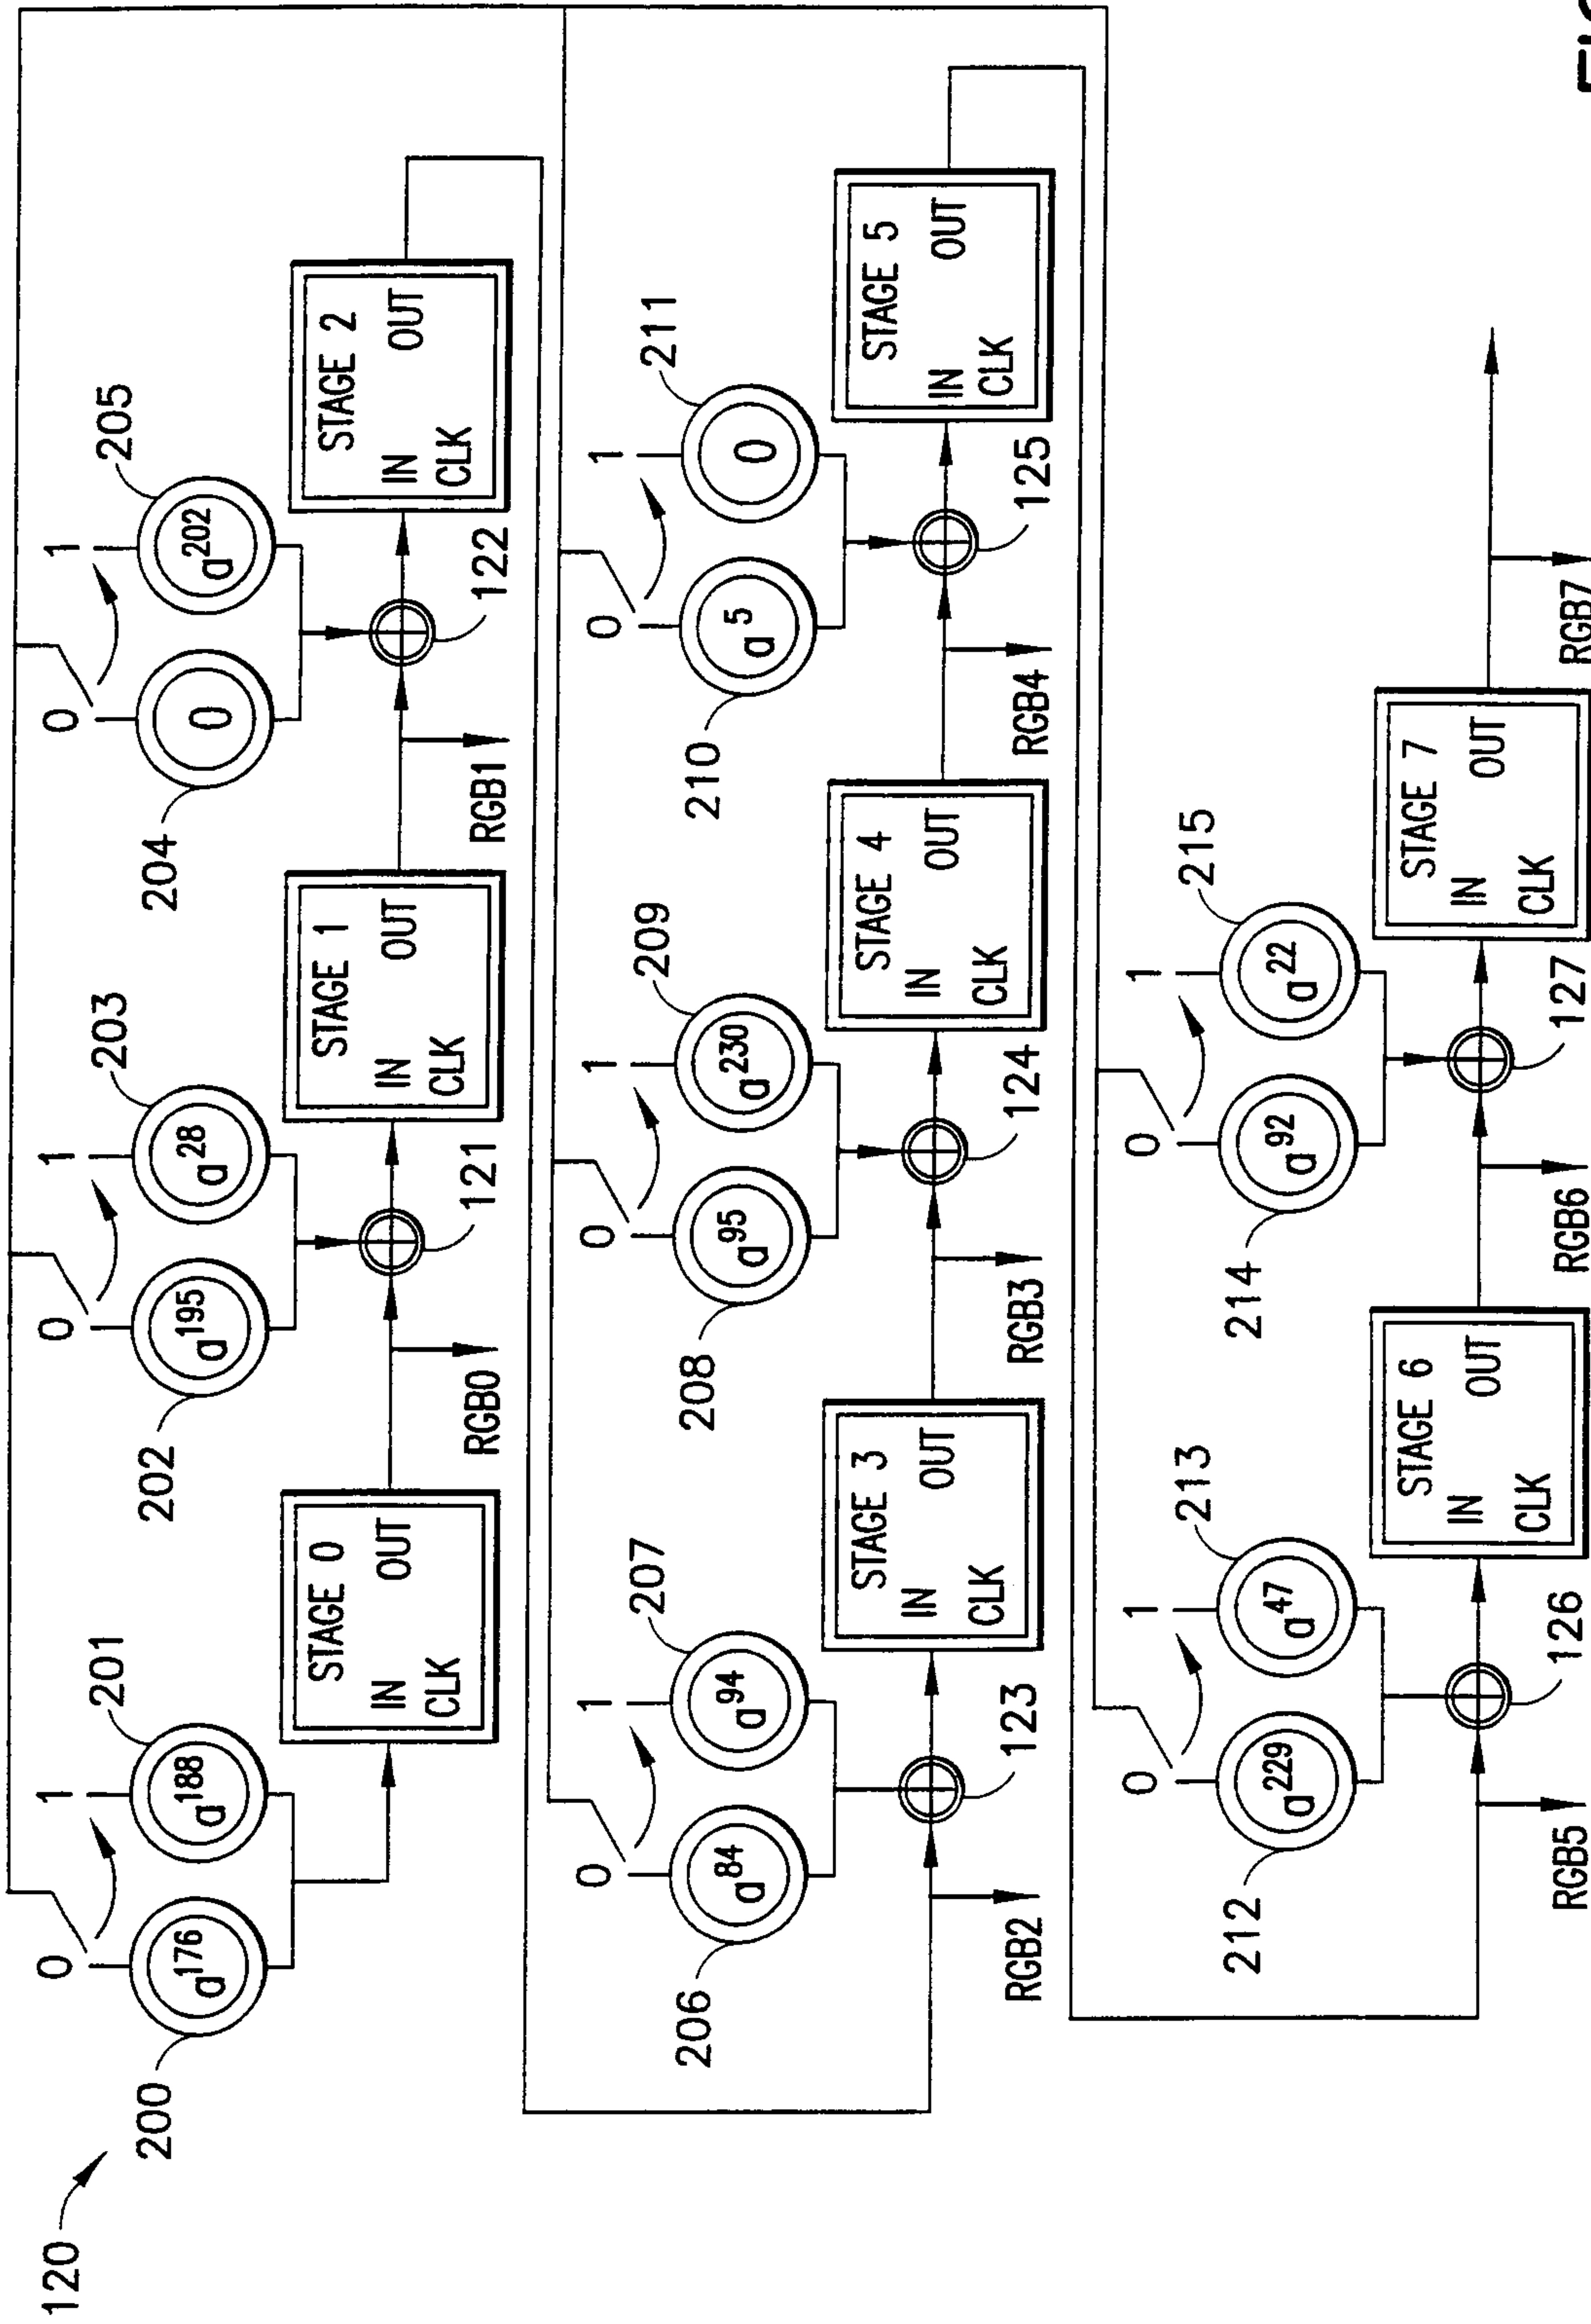 120
0 1 0 1 0 1
200 a¹⁷⁶ a¹⁸⁸ 201 202 a¹⁹⁵ a²⁸ 203 204 0 a²⁰² 205
STAGE 0 STAGE 1 STAGE 2
IN OUT 121 IN OUT 122 IN OUT
CLK CLK CLK
RGB0 RGB1
0 1 0 1 0 1
206 a⁸⁴ a⁹⁴ 207 208 a⁹⁵ a²³⁰ 209 210 a⁵ 0 211
STAGE 3 STAGE 4 STAGE 5
123 IN OUT 124 IN OUT 125 IN OUT
CLK CLK CLK
RGB2 RGB3 RGB4
0 1 0 1
212 a²²⁹ a⁴⁷ 213 214 a⁹² a²² 215
STAGE 6 STAGE 7
126 IN OUT 127 IN OUT
CLK CLK
RGB5 RGB6 RGB7